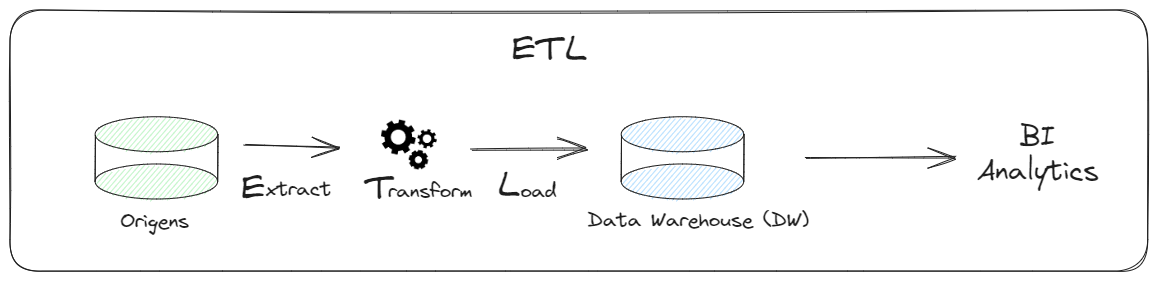 ETL
Extract
Transform
Load
Origens
Data Warehouse (DW)
BI
Analytics